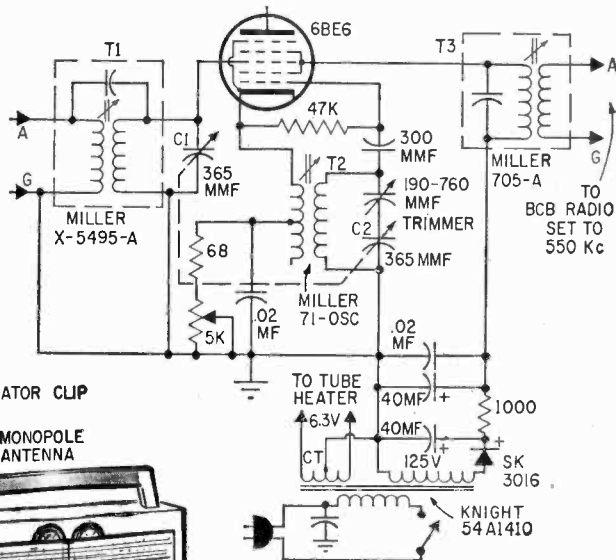 6BE6
T1
T3
A
A
47K
C1
T2
300
MMF
365
MMF
G
G
MILLER
X-5495-A
MILLER
705-A
TO
BCB RADIO
SET TO
550 Kc
190-760
MMF
TRIMMER
C2
365 MMF
68
MILLER
71-OSC
.02
MF
5K
.02
MF
ATOR CLIP
TO TUBE
HEATER
40MF
+
1000
MONOPOLE
ANTENNA
6.3V
40MF
+
+
CT
125V
SK
3016
KNIGHT
54A1410